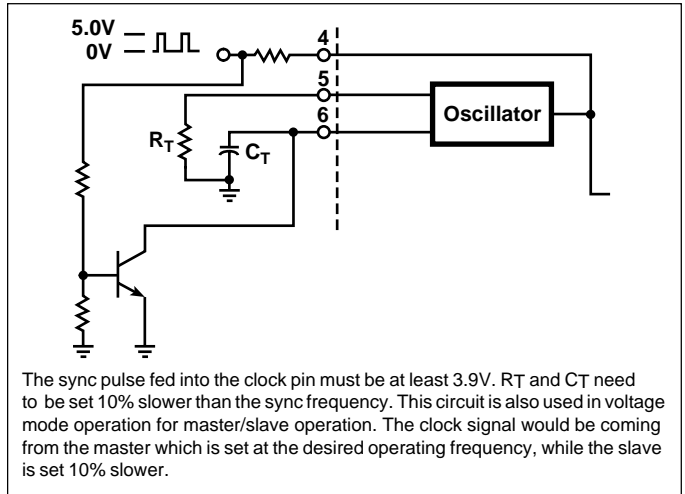 5.0V
0V
4
5
6
Oscillator
RT
CT
The sync pulse fed into the clock pin must be at least 3.9V. RT and CT need
to be set 10% slower than the sync frequency. This circuit is also used in voltage
mode operation for master/slave operation. The clock signal would be coming
from the master which is set at the desired operating frequency, while the slave
is set 10% slower.